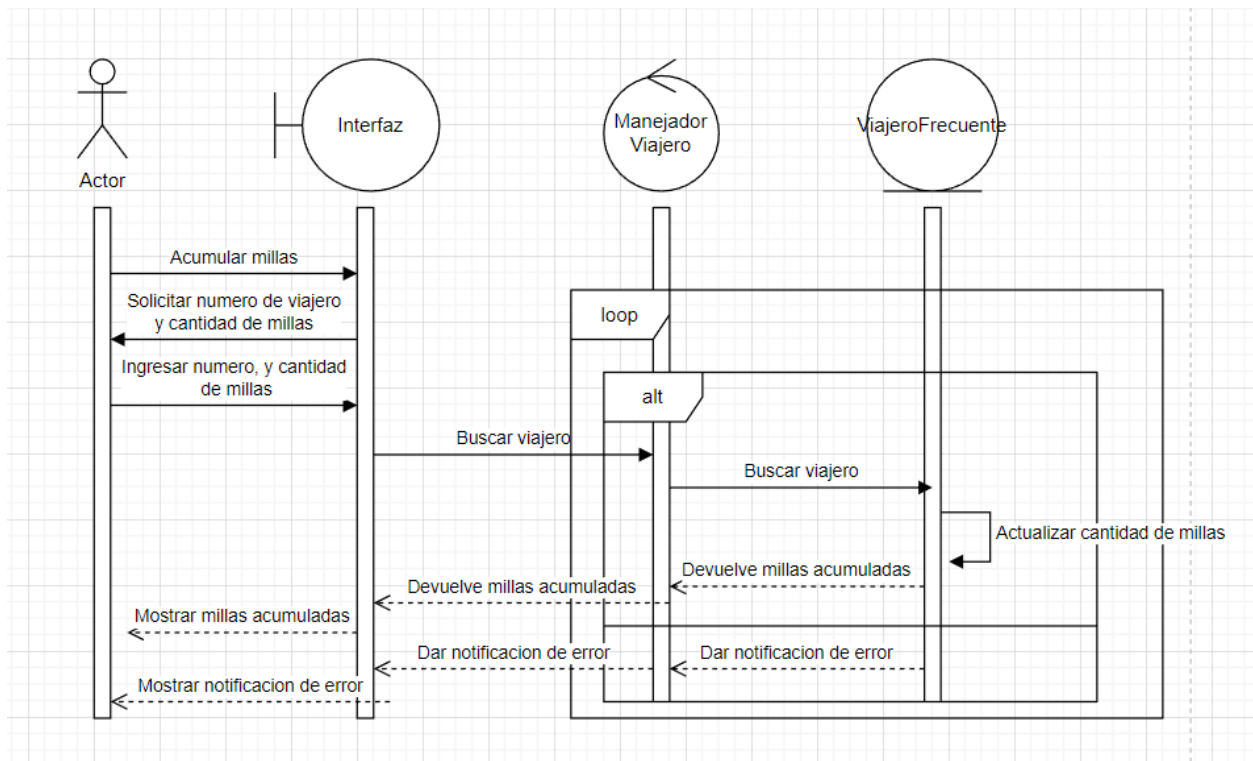 Interfaz
Manejador
Viajero
ViajeroFrecuente
Actor
Acumular millas
Solicitar numero de viajero
y cantidad de millas
loop
Ingresar numero, y cantidad
de millas
alt
Buscar viajero
Buscar viajero
Actualizar cantidad de millas
Devuelve millas acumuladas
Devuelve millas acumuladas
Mostrar millas acumuladas
Dar notificacion de error
Dar notificacion de error
Mostrar notificacion de error